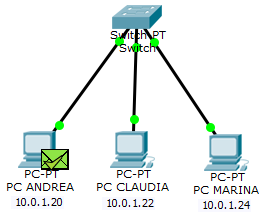 Switch-PT
Switch
PC-PT
PC ANDREA
10.0.1.20
PC-PT
PC CLAUDIA
10.0.1.22
PC-PT
PC MARINA
10.0.1.24